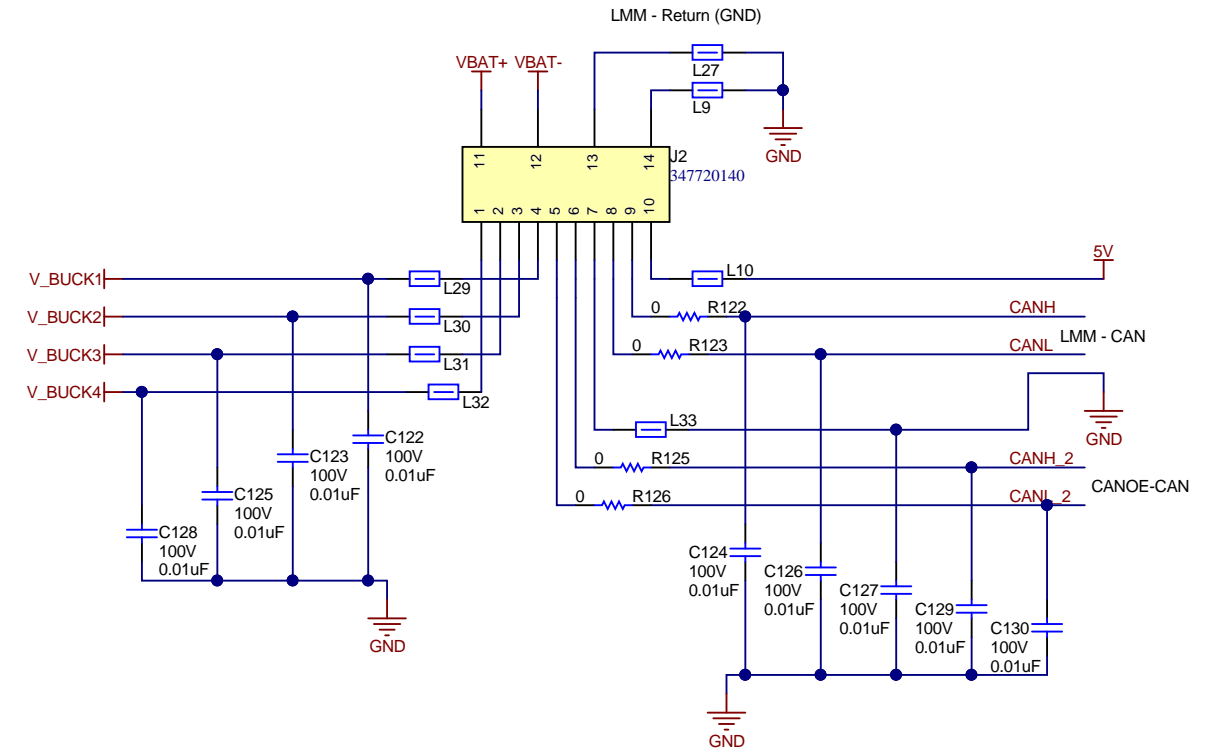 LMM - Return (GND)
VBAT+ VBAT-
L27
L9
GND
11 12 13 14
J2
347720140
1 2 3 4 5 6 7 8 9 10
V_BUCK1
L29
L10
5V
V_BUCK2
L30
0 R122
CANH
V_BUCK3
L31
0 R123
CANL
LMM - CAN
V_BUCK4
L32
L33
GND
C122
100V
0.01uF
C123
100V
0.01uF
C125
100V
0.01uF
C128
100V
0.01uF
GND
0 R125
CANH_2
CANOE-CAN
0 R126
CANL_2
C124
100V
0.01uF
C126
100V
0.01uF
C127
100V
0.01uF
C129
100V
0.01uF
C130
100V
0.01uF
GND